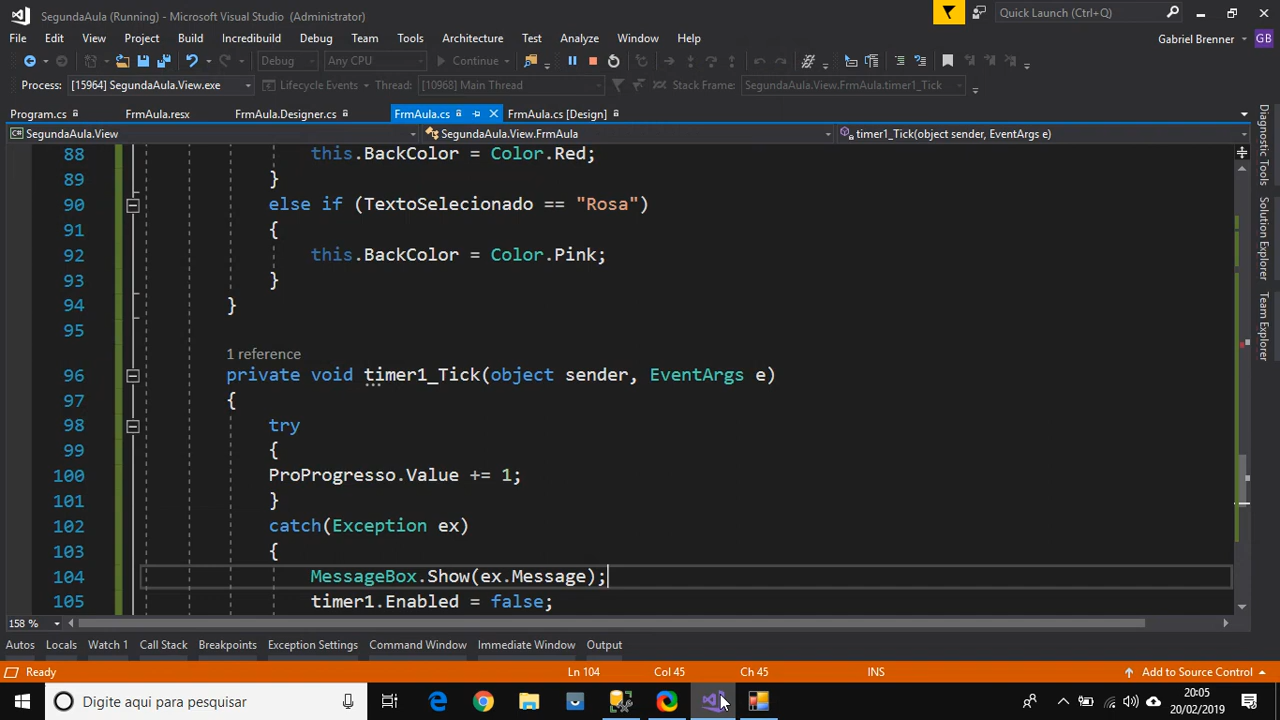 SegundaAula (Running) - Microsoft Visual Studio (Administrator)
Quick Launch (Ctrl+Q)
File Edit View Project Build Incredibuild Debug Team Tools Architecture Test Analyze Window Help
Gabriel Brenner GB
Debug Any CPU Continue
Process: [15964] SegundaAula.View.exe Lifecycle Events Thread: [10968] Main Thread Stack Frame: SegundaAula.View.FrmAula.timer1_Tick
Program.cs FrmAula.resx FrmAula.Designer.cs FrmAula.cs FrmAula.cs [Design]
SegundaAula.View SegundaAula.View.FrmAula timer1_Tick(object sender, EventArgs e)
88 this.BackColor = Color.Red;
89 }
90 else if (TextoSelecionado == "Rosa")
91 {
92 this.BackColor = Color.Pink;
93 }
94 }
95
1 reference
96 private void timer1_Tick(object sender, EventArgs e)
97 {
98 try
99 {
100 ProProgresso.Value += 1;
101 }
102 catch(Exception ex)
103 {
104 MessageBox.Show(ex.Message);
105 timer1.Enabled = false;
Diagnostic Tools
Solution Explorer
Team Explorer
158 %
Autos Locals Watch 1 Call Stack Breakpoints Exception Settings Command Window Immediate Window Output
Ready Ln 104 Col 45 Ch 45 INS Add to Source Control
Digite aqui para pesquisar
20:05
20/02/2019